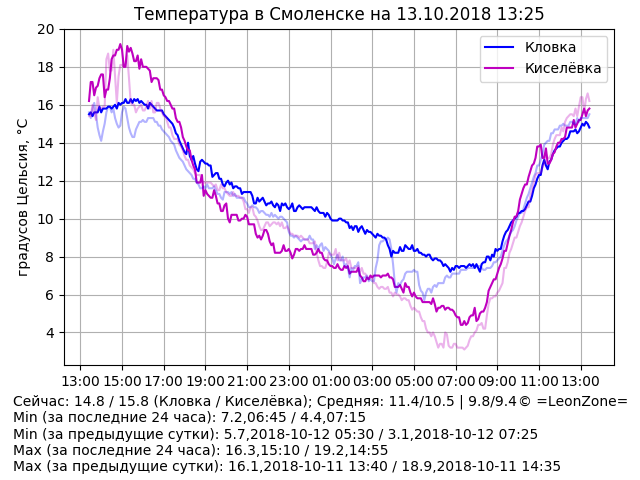 Температура в Смоленске на 13.10.2018 13:25
20
18
16
14
12
10
8
6
4
градусов Цельсия, °C
Кловка
Киселёвка
13:00 15:00 17:00 19:00 21:00 23:00 01:00 03:00 05:00 07:00 09:00 11:00 13:00
Сейчас: 14.8 / 15.8 (Кловка / Киселёвка); Средняя: 11.4/10.5 | 9.8/9.4© =LeonZone=
Min (за последние 24 часа): 7.2,06:45 / 4.4,07:15
Min (за предыдущие сутки): 5.7,2018-10-12 05:30 / 3.1,2018-10-12 07:25
Max (за последние 24 часа): 16.3,15:10 / 19.2,14:55
Max (за предыдущие сутки): 16.1,2018-10-11 13:40 / 18.9,2018-10-11 14:35